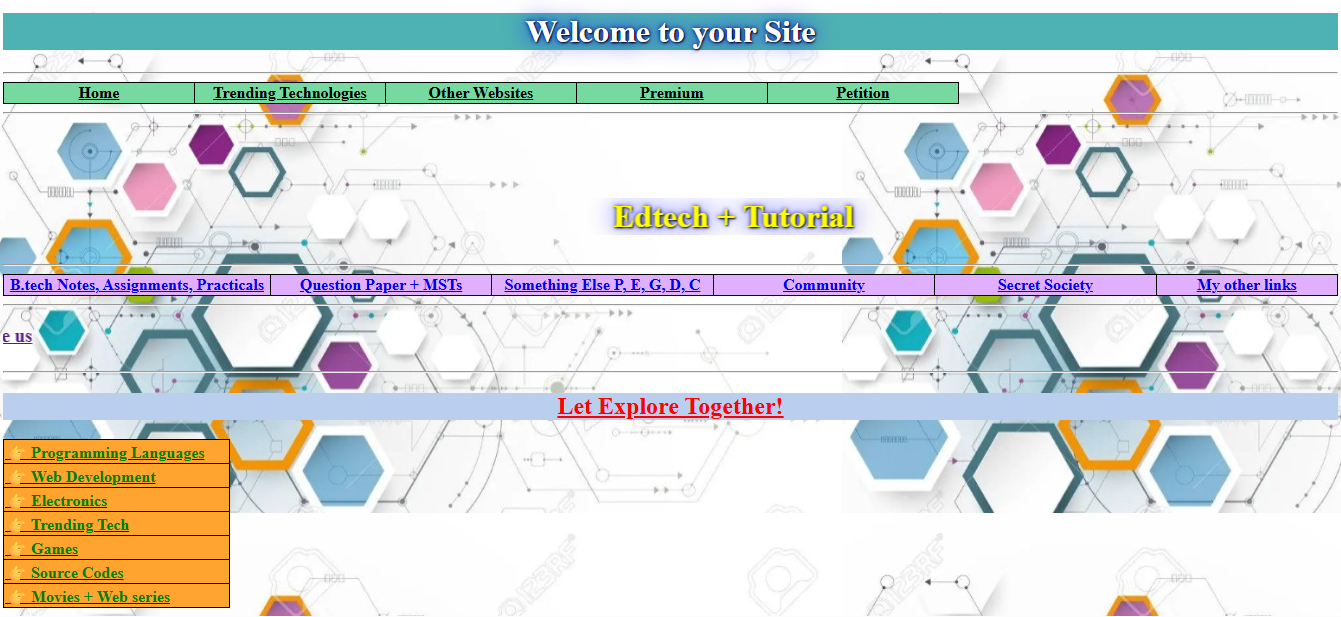 Welcome to your Site
Home Trending Technologies Other Websites Premium Petition
Edtech + Tutorial
B.tech Notes, Assignments, Practicals Question Paper + MSTs Something Else P, E, G, D, C Community Secret Society My other links
e us
Let Explore Together!
👉 Programming Languages
👉 Web Development
👉 Electronics
👉 Trending Tech
👉 Games
👉 Source Codes
👉 Movies + Web series
123RF